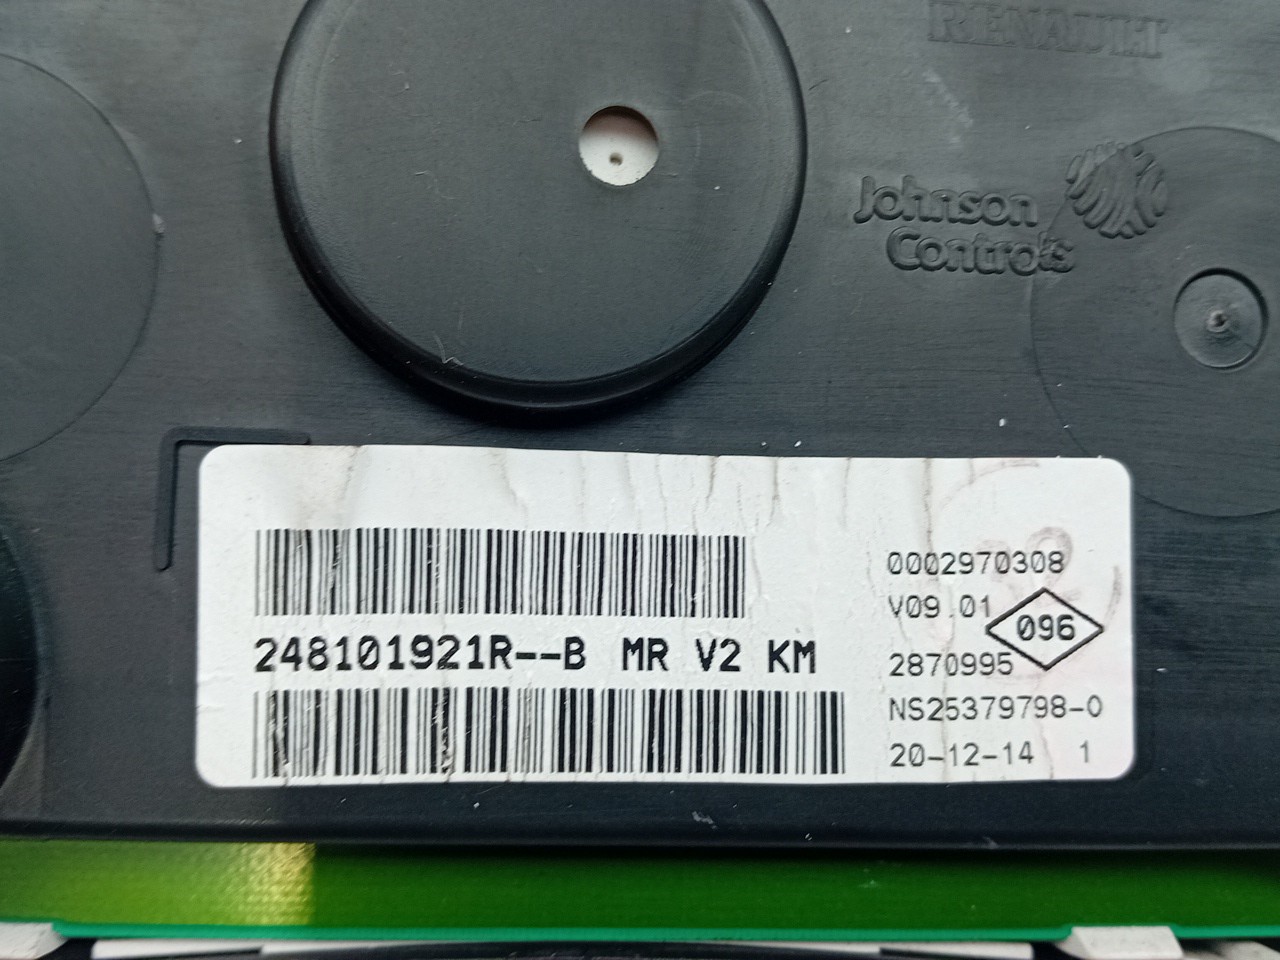 RENAULT
Johnson
Controls
0002970308
V09.01
096
248101921R--B MR V2 KM
2870995
NS25379798-0
20-12-14 1